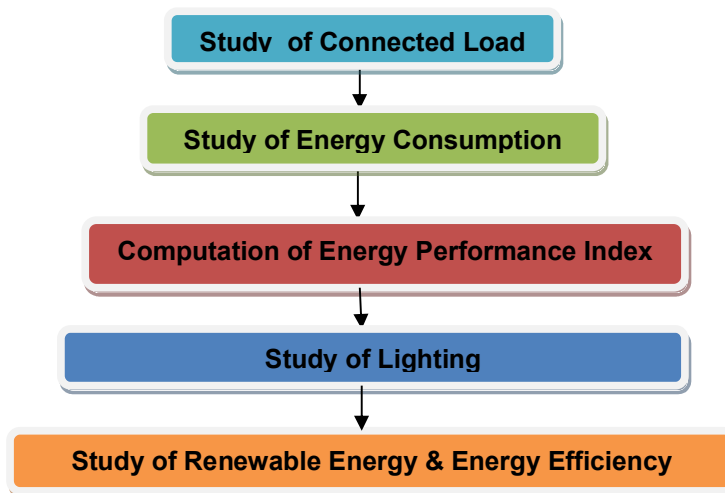 Study of Connected Load
Study of Energy Consumption
Computation of Energy Performance Index
Study of Lighting
Study of Renewable Energy & Energy Efficiency